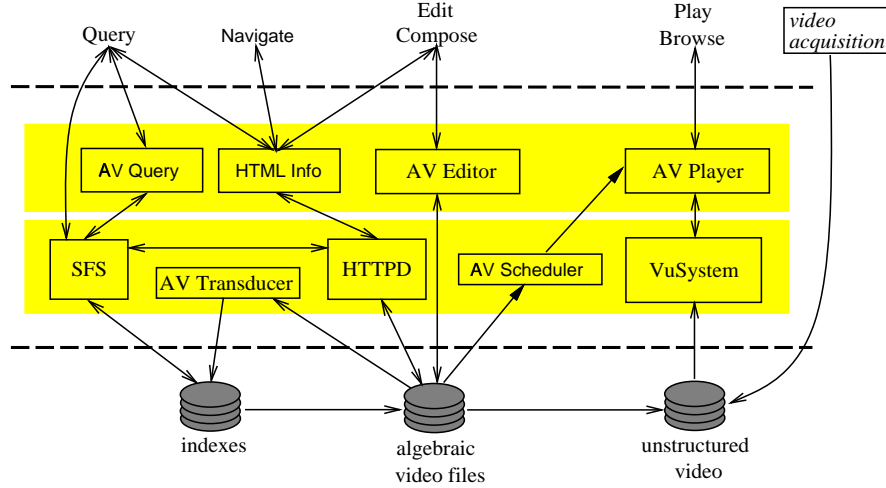 Query
Navigate
Edit
Compose
Play
Browse
video
acquisition
AV Query
HTML Info
AV Editor
AV Player
SFS
AV Transducer
HTTPD
AV Scheduler
VuSystem
indexes
algebraic
video files
unstructured
video